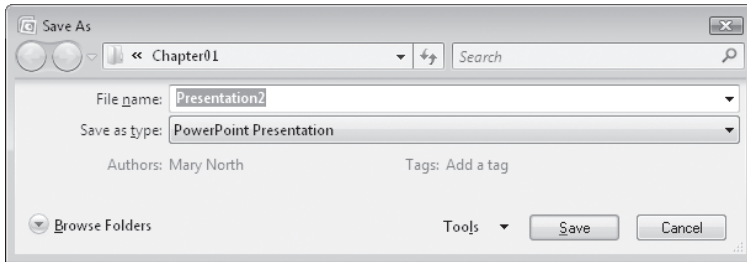 Save As
« Chapter01 Search
File name: Presentation2
Save as type: PowerPoint Presentation
Authors: Mary North Tags: Add a tag
Browse Folders Tools Save Cancel